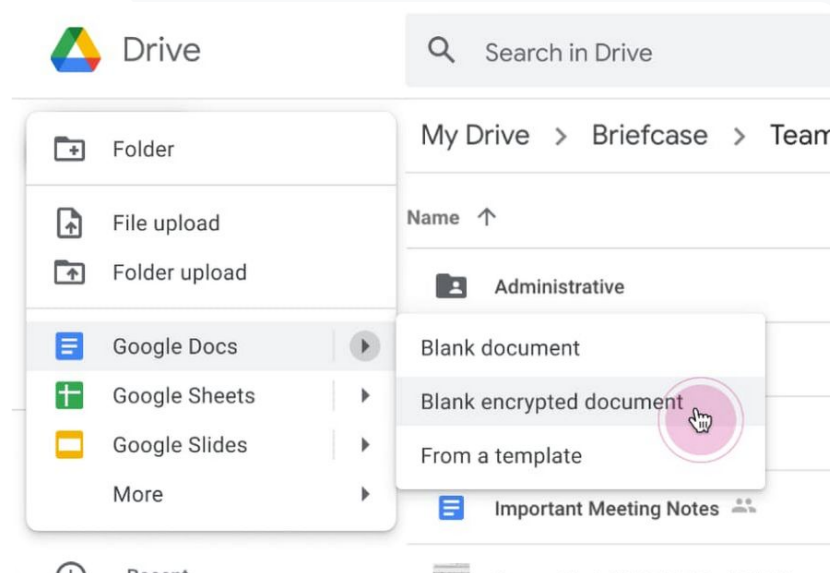 Drive
Search in Drive
My Drive > Briefcase > Team
Name
Folder
File upload
Folder upload
Administrative
Google Docs
Google Sheets
Google Slides
More
Blank document
Blank encrypted document
From a template
Important Meeting Notes
Recent